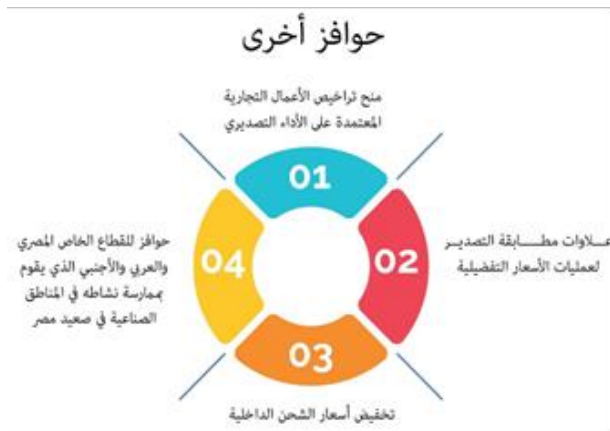 حوافز أخرى
منح تراخيص الأعمال التجارية
المعتمدة على الأداء التصديري
01
علاوات مطابقة التصدير
لعمليات الأسعار التفضيلية
02
تخفيض أسعار الشحن الداخلية
03
حوافز للقطاع الخاص المصري
والعربي والأجنبي الذي يقوم
بممارسة نشاطه في المناطق
الصناعية في صعيد مصر
04